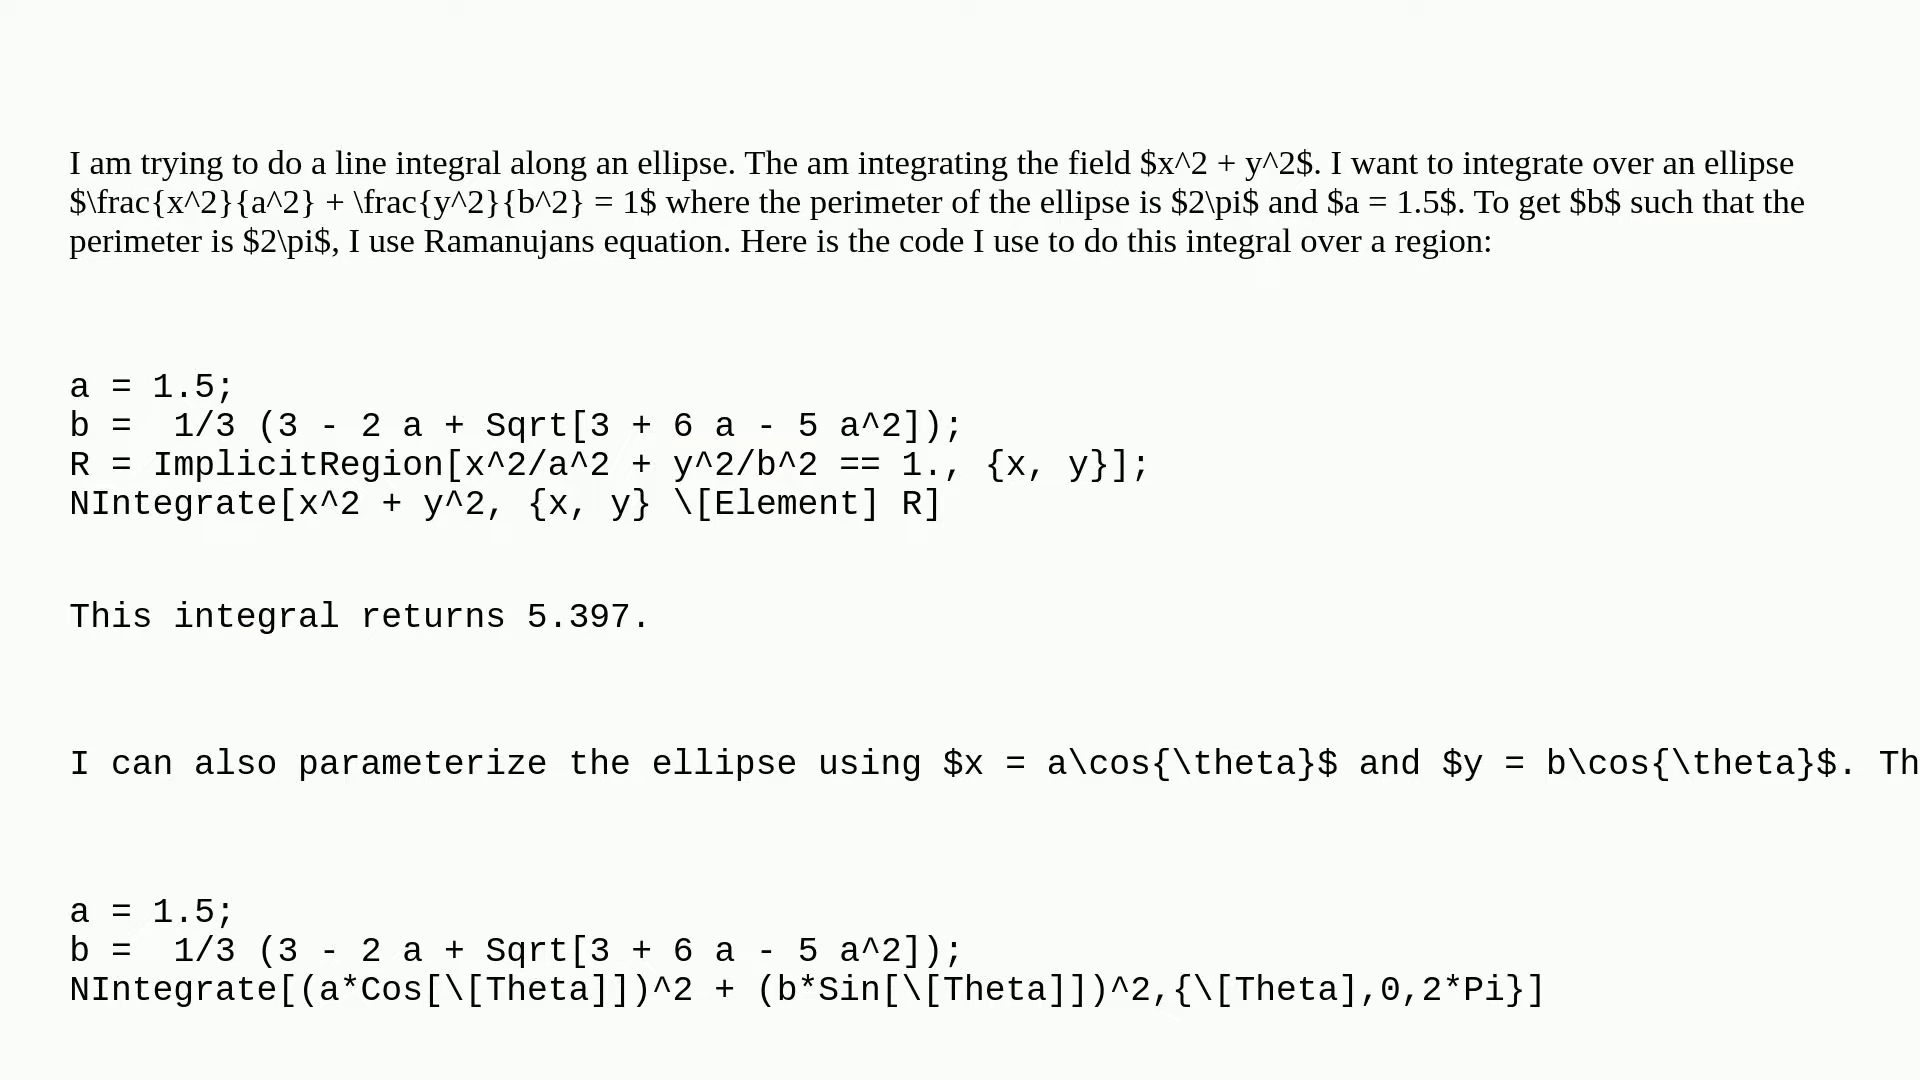 I am trying to do a line integral along an ellipse. The am integrating the field $x^2 + y^2$. I want to integrate over an ellipse
$\frac{x^2}{a^2} + \frac{y^2}{b^2} = 1$ where the perimeter of the ellipse is $2\pi$ and $a = 1.5$. To get $b$ such that the
perimeter is $2\pi$, I use Ramanujans equation. Here is the code I use to do this integral over a region:
a = 1.5;
b =  1/3 (3 - 2 a + Sqrt[3 + 6 a - 5 a^2]);
R = ImplicitRegion[x^2/a^2 + y^2/b^2 == 1., {x, y}];
NIntegrate[x^2 + y^2, {x, y} \[Element] R]
This integral returns 5.397.
I can also parameterize the ellipse using $x = a\cos{\theta}$ and $y = b\cos{\theta}$. Th
a = 1.5;
b =  1/3 (3 - 2 a + Sqrt[3 + 6 a - 5 a^2]);
NIntegrate[(a*Cos[\[Theta]])^2 + (b*Sin[\[Theta]])^2,{\[Theta],0,2*Pi}]